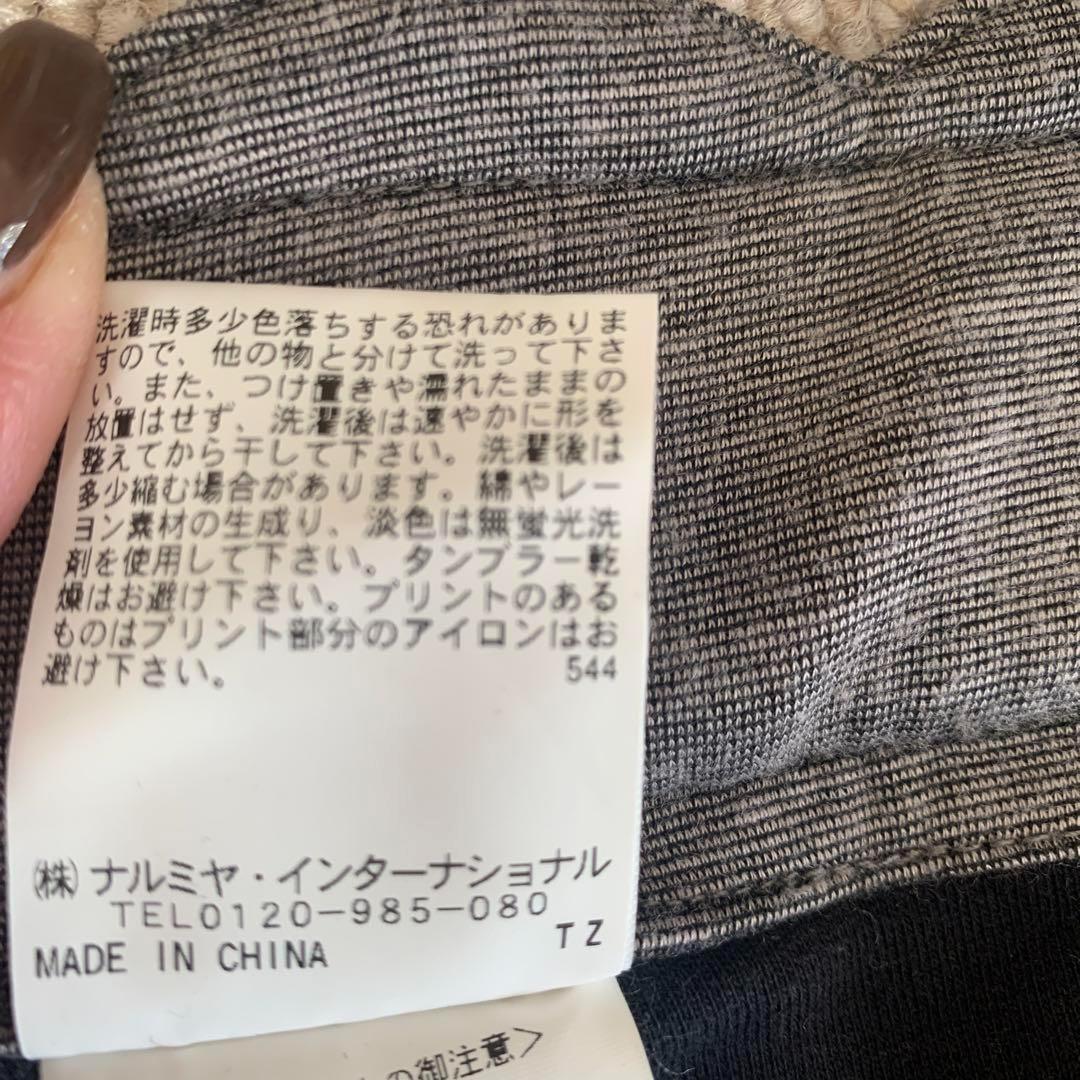 洗濯時多少色落ちする恐れがありま
すので、他の物と分けて洗って下さ
い。また、つけ置きや濡れたままの
放置はせず、洗濯後は速やかに形を
整えてから干して下さい。洗濯後は
多少縮む場合があります。綿やレー
ヨン素材の生成り、淡色は無蛍光洗
剤を使用して下さい。タンブラー乾
燥はお避け下さい。プリントのある
ものはプリント部分のアイロンはお
避け下さい。 544
㈱ナルミヤ・インターナショナル
TEL0120-985-080
MADE IN CHINA TZ
の御注意>